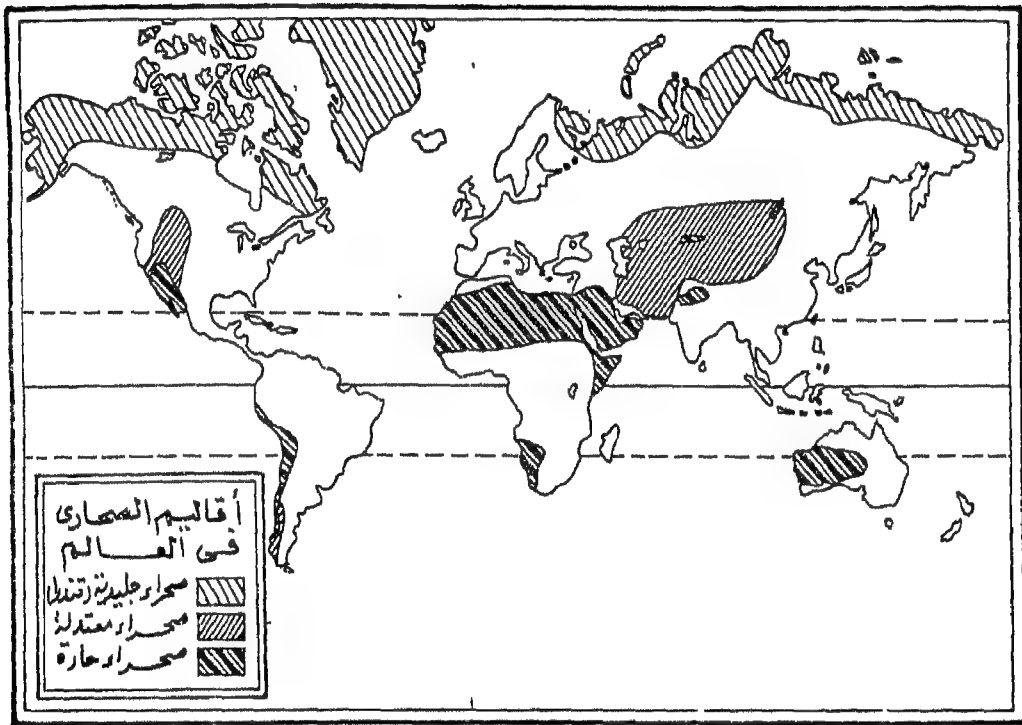 أقاليم الصحارى
فى العالم
صحراء جليدية (تندرا)
صحراء معتدلة
صحراء حارة